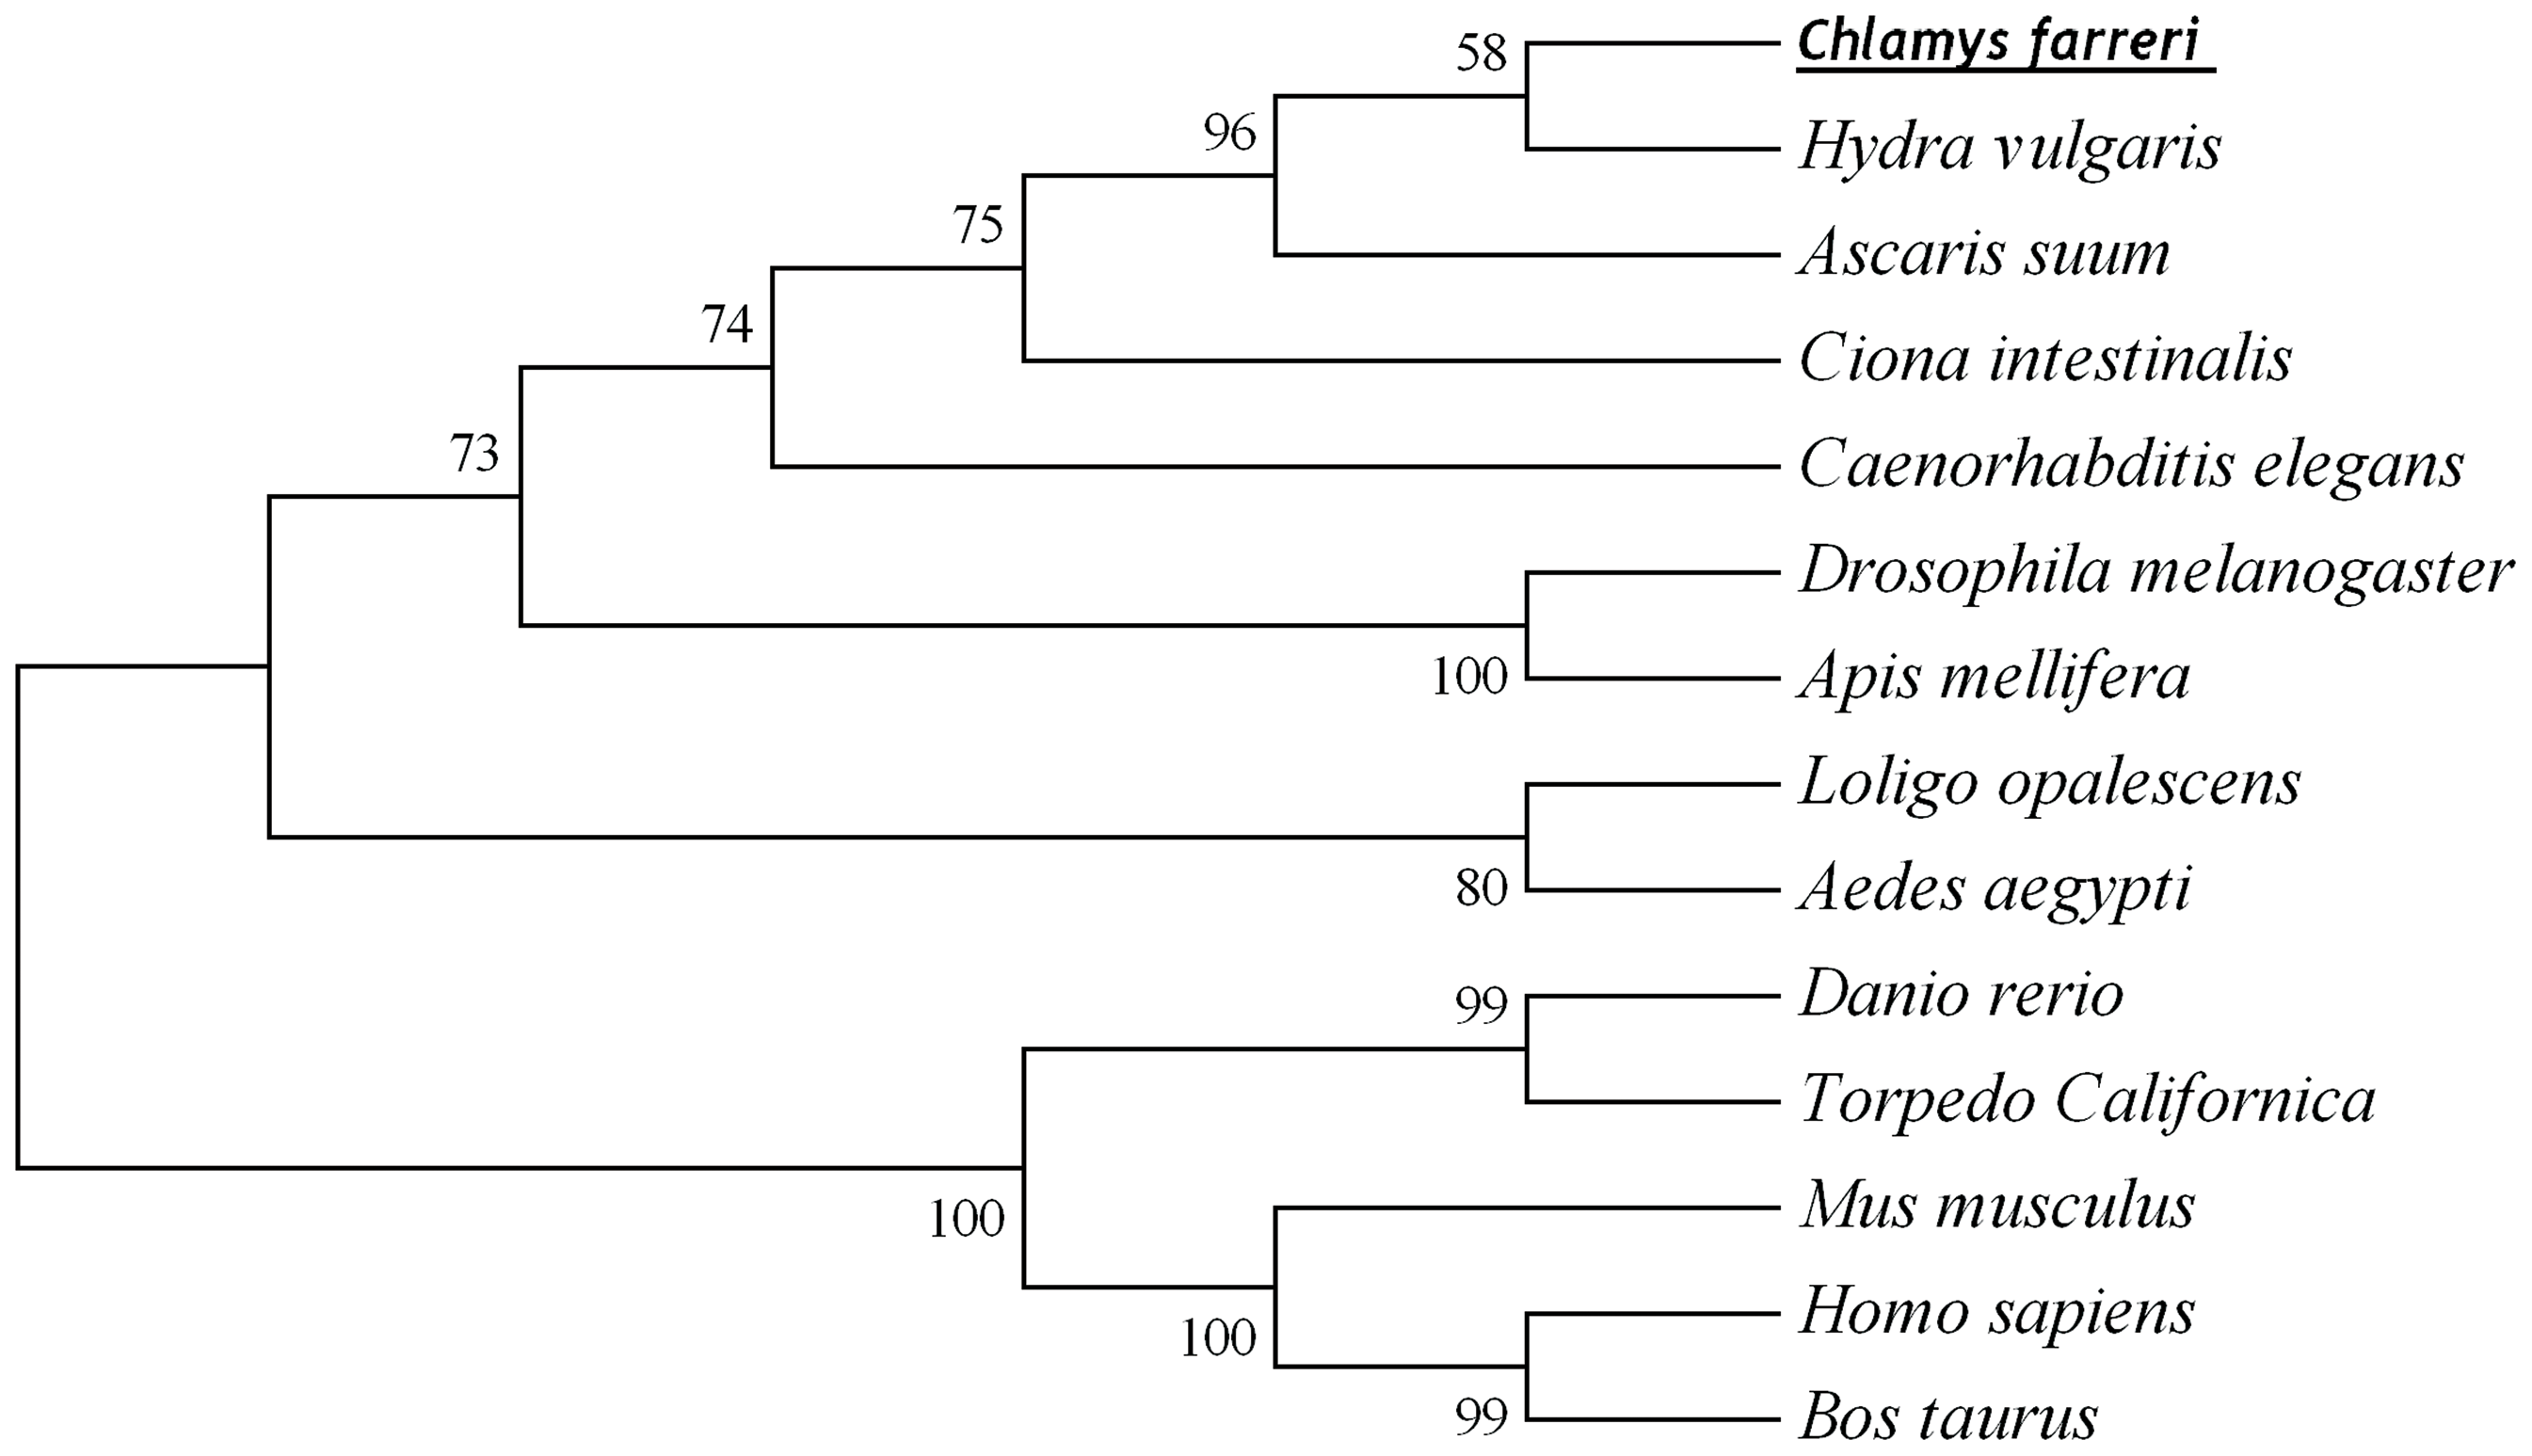 Chlamys farreri
58
Hydra vulgaris
96
Ascaris suum
75
Ciona intestinalis
74
Caenorhabditis elegans
73
Drosophila melanogaster
Apis mellifera
100
Loligo opalescens
Aedes aegypti
80
Danio rerio
99
Torpedo Californica
Mus musculus
100
Homo sapiens
100
Bos taurus
99